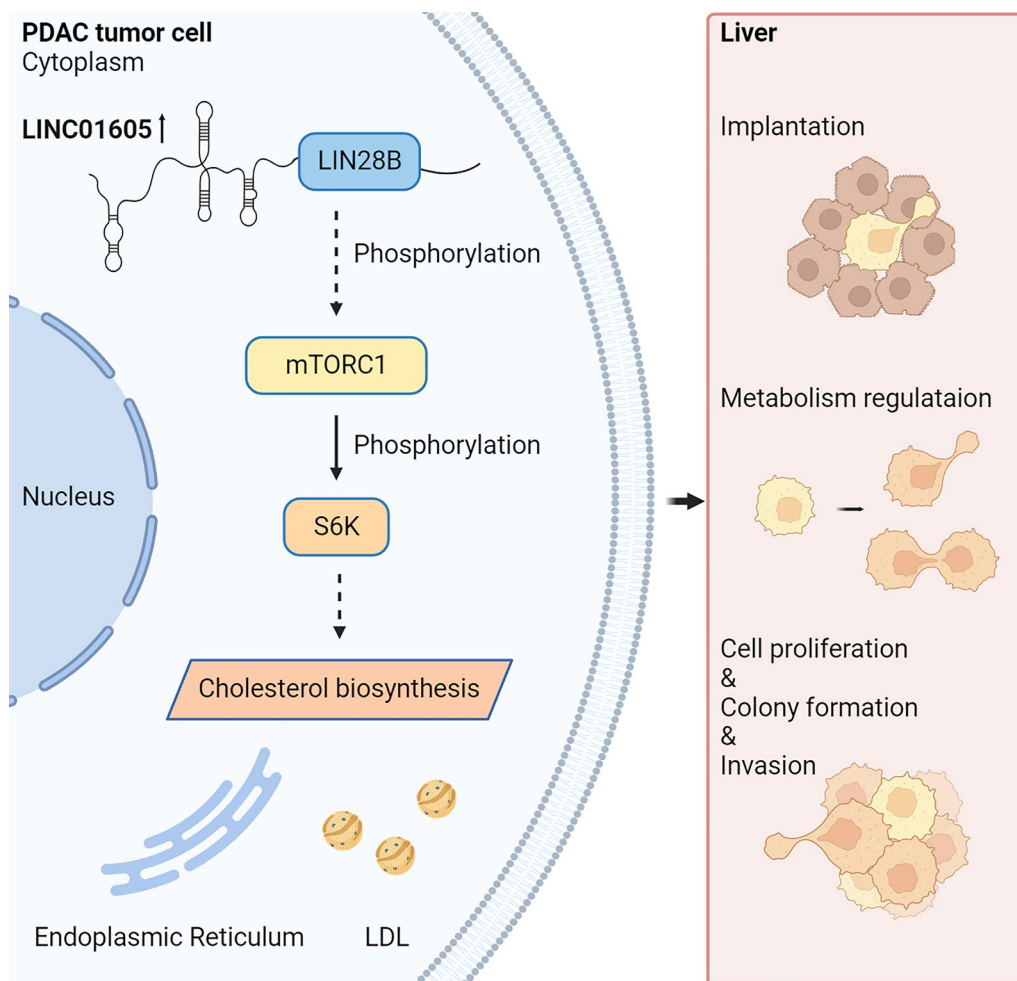 PDAC tumor cell
Cytoplasm
LINC01605
LIN28B
Phosphorylation
mTORC1
Phosphorylation
Nucleus
S6K
Cholesterol biosynthesis
Endoplasmic Reticulum
LDL
Liver
Implantation
Metabolism regulataion
Cell proliferation
&
Colony formation
&
Invasion